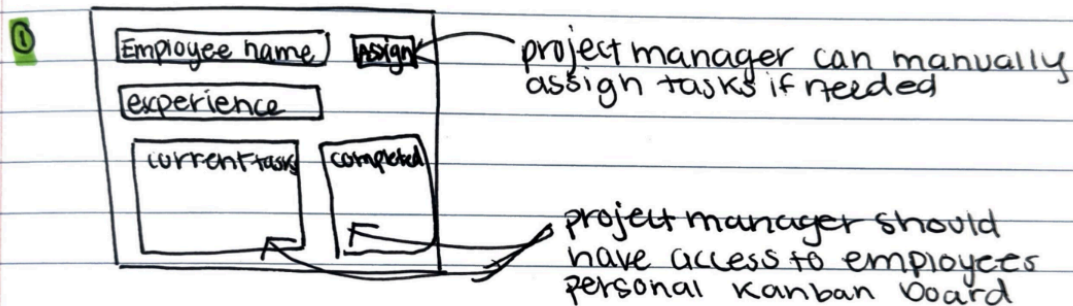 1
Employee name
Assign
project manager can manually
assign tasks if needed
experience
current tasks
completed
project manager should
have access to employees
personal Kanban board